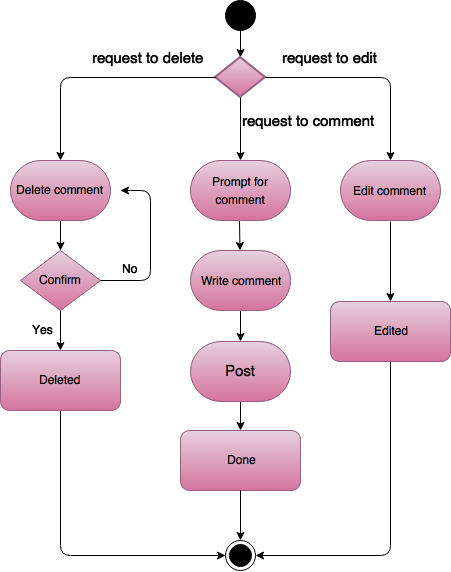 request to delete
request to edit
request to comment
Delete comment
Prompt for
comment
Edit comment
Confirm
No
Write comment
Yes
Edited
Deleted
Post
Done